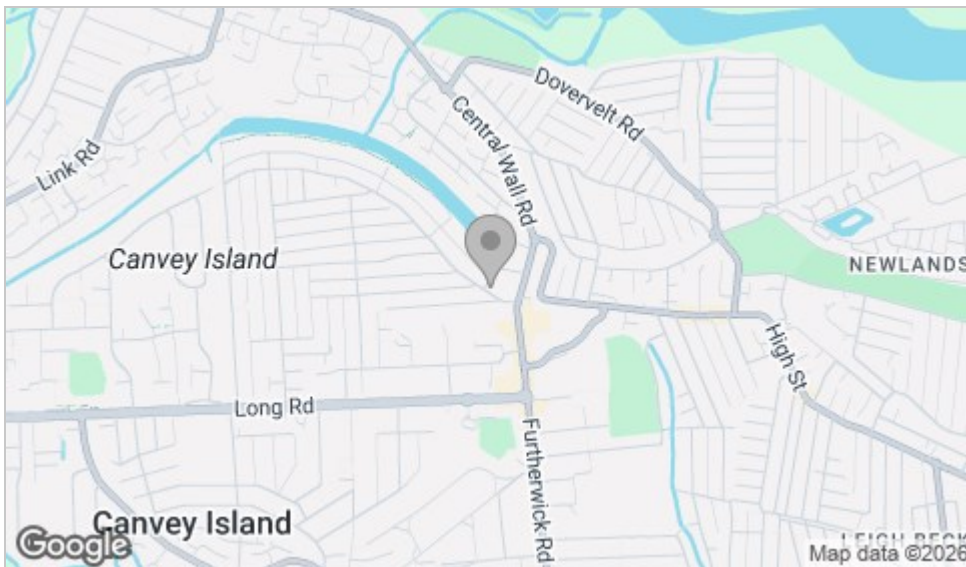 Dovervelt Rd
Central Wall Rd
Link Rd
Canvey Island
NEWLANDS
High St
Long Rd
Furtherwick Rd
Canvey Island
LEIGH BECK
Google
Map data ©2026